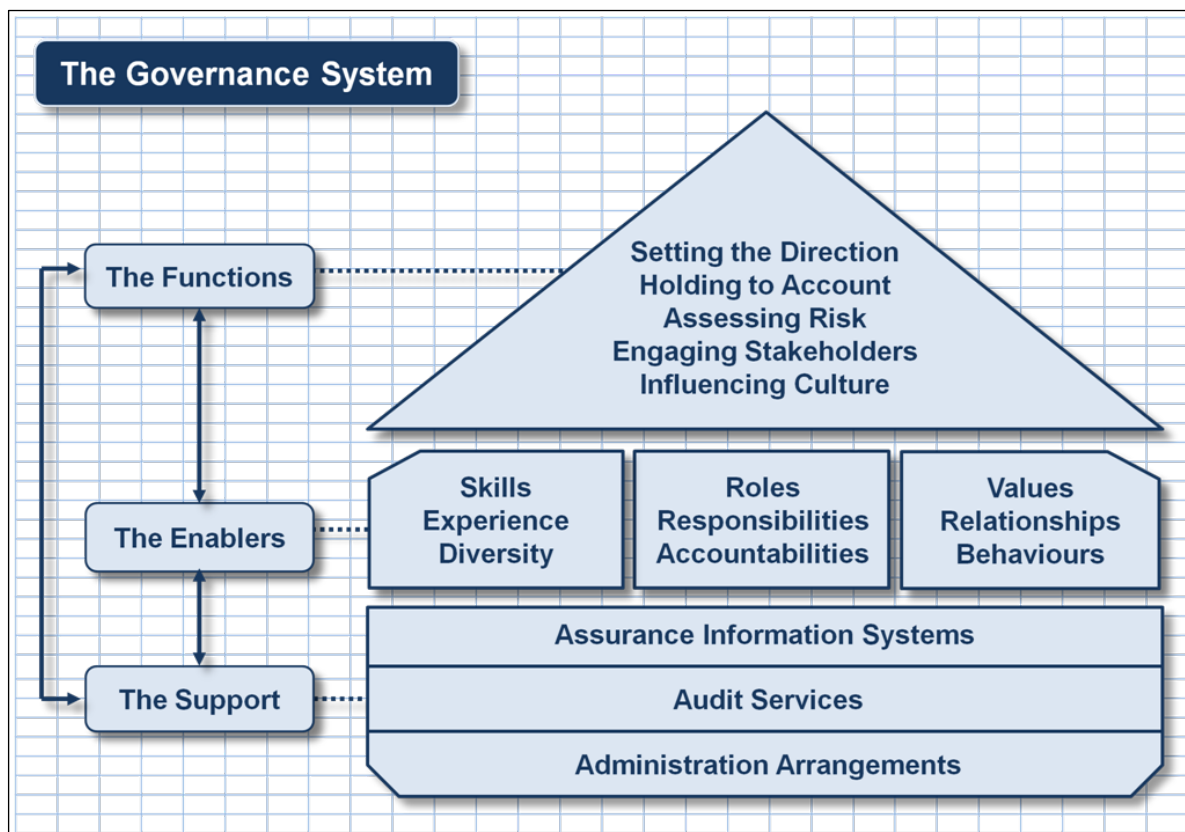 The Governance System
The Functions
Setting the Direction
Holding to Account
Assessing Risk
Engaging Stakeholders
Influencing Culture
The Enablers
Skills
Experience
Diversity
Roles
Responsibilities
Accountabilities
Values
Relationships
Behaviours
The Support
Assurance Information Systems
Audit Services
Administration Arrangements